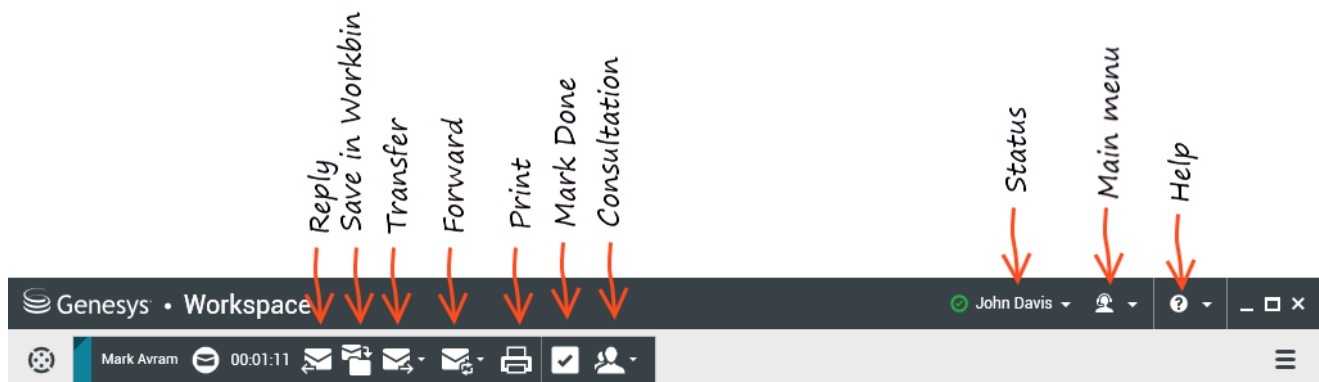 Reply
Save in Workbin
Transfer
Forward
Print
Mark Done
Consultation
Status
Main menu
Help
Genesys • Workspace
John Davis
Mark Avram 00:01:11